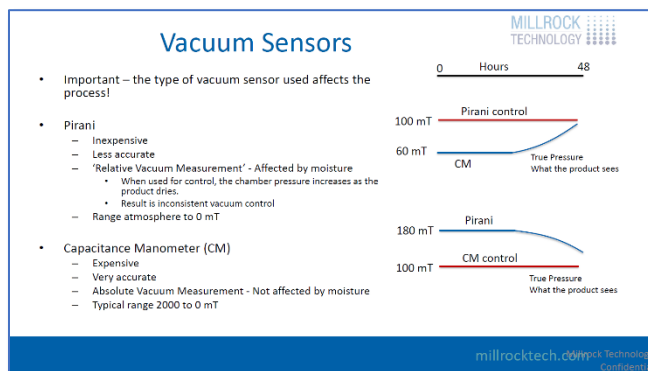 Vacuum Sensors
MILLROCK
TECHNOLOGY
• Important – the type of vacuum sensor used affects the
process!
• Pirani
– Inexpensive
– Less accurate
– ‘Relative Vacuum Measurement’ - Affected by moisture
• When used for control, the chamber pressure increases as the
product dries.
• Result is inconsistent vacuum control
– Range atmosphere to 0 mT
• Capacitance Manometer (CM)
– Expensive
– Very accurate
– Absolute Vacuum Measurement - Not affected by moisture
– Typical range 2000 to 0 mT
0 Hours 48
Pirani control
100 mT
60 mT
CM
True Pressure
What the product sees
Pirani
180 mT
CM control
100 mT
True Pressure
What the product sees
millrocktech.com
Millrock Technolog
Confidentia